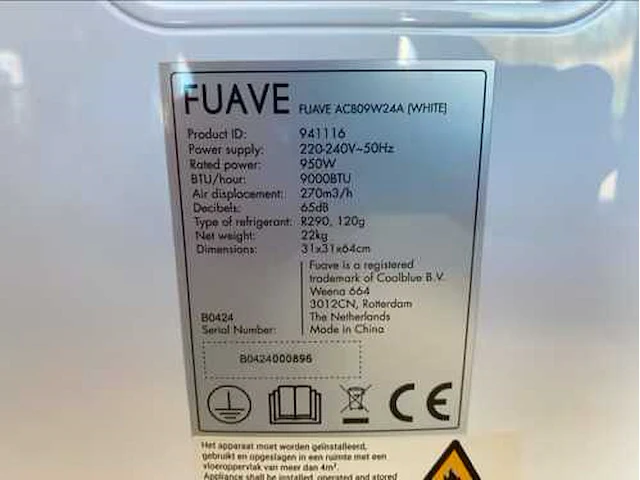 FUAVE FUAVE ACB09W24A (WHITE)
Product ID: 941116
Power supply: 220-240V~50Hz
Rated power: 950W
BTU/hour: 9000BTU
Air displacement: 270m3/h
Decibels: 65dB
Type of refrigerant: R290, 120g
Net weight: 22kg
Dimensions: 31x31x64cm
Fuave is a registered
trademark of Coolblue B.V.
Weena 664
3012CN, Rotterdam
B0424 The Netherlands
Serial Number: Made in China
B0424000896
CE
Het apparaat moet worden geïnstalleerd,
gebruikt en opgeslagen in een ruimte met een
vloeroppervlak van meer dan 4m².
Appliance shall be installed, operated and stored